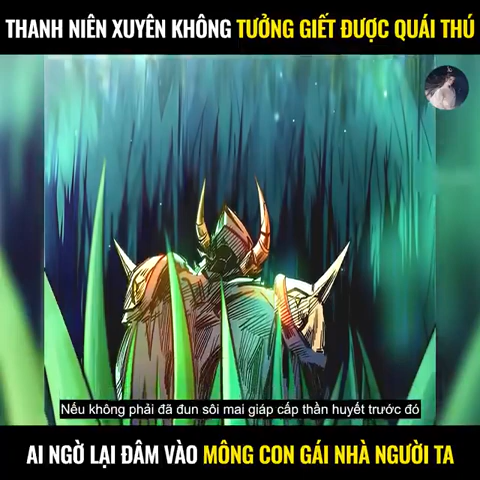 THANH NIÊN XUYÊN KHÔNG TƯỞNG GIẾT ĐƯỢC QUÁI THÚ
Nếu không phải đã đun sôi mai giáp cấp thần huyết trước đó
AI NGỜ LẠI ĐÂM VÀO MÔNG CON GÁI NHÀ NGƯỜI TA